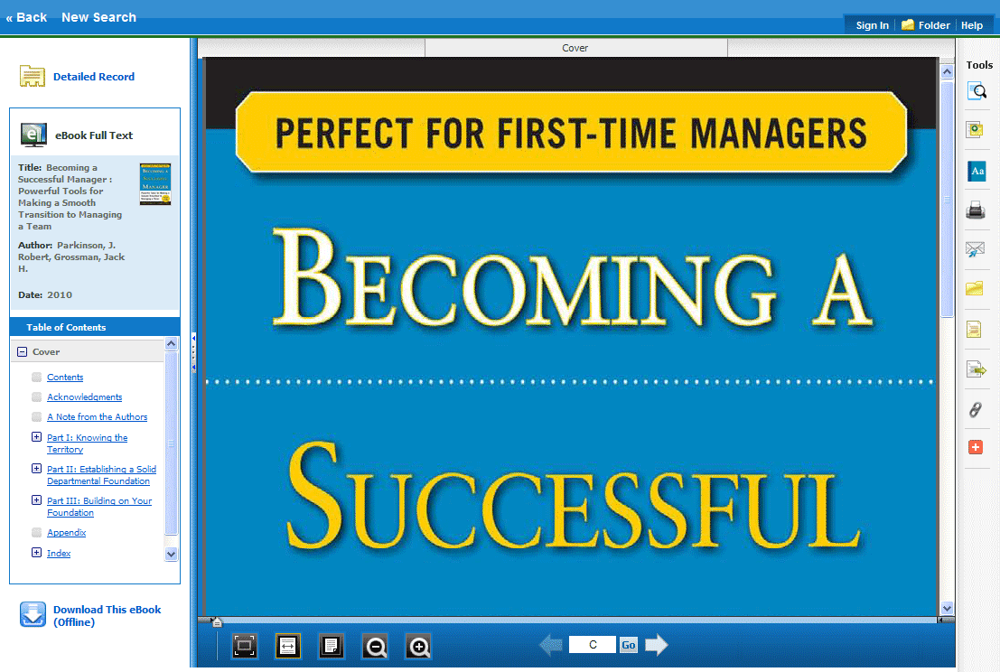 « Back New Search
Sign In Folder Help
Detailed Record
eBook Full Text
Title: Becoming a
Successful Manager :
Powerful Tools for
Making a Smooth
Transition to Managing
a Team
Author: Parkinson, J.
Robert, Grossman, Jack
H.
Date: 2010
Table of Contents
Cover
Contents
Acknowledgments
A Note from the Authors
Part I: Knowing the
Territory
Part II: Establishing a Solid
Departmental Foundation
Part III: Building on Your
Foundation
Appendix
Index
Download This eBook
(Offline)
Cover
PERFECT FOR FIRST-TIME MANAGERS
BECOMING A
SUCCESSFUL
C Go
Tools
Aa